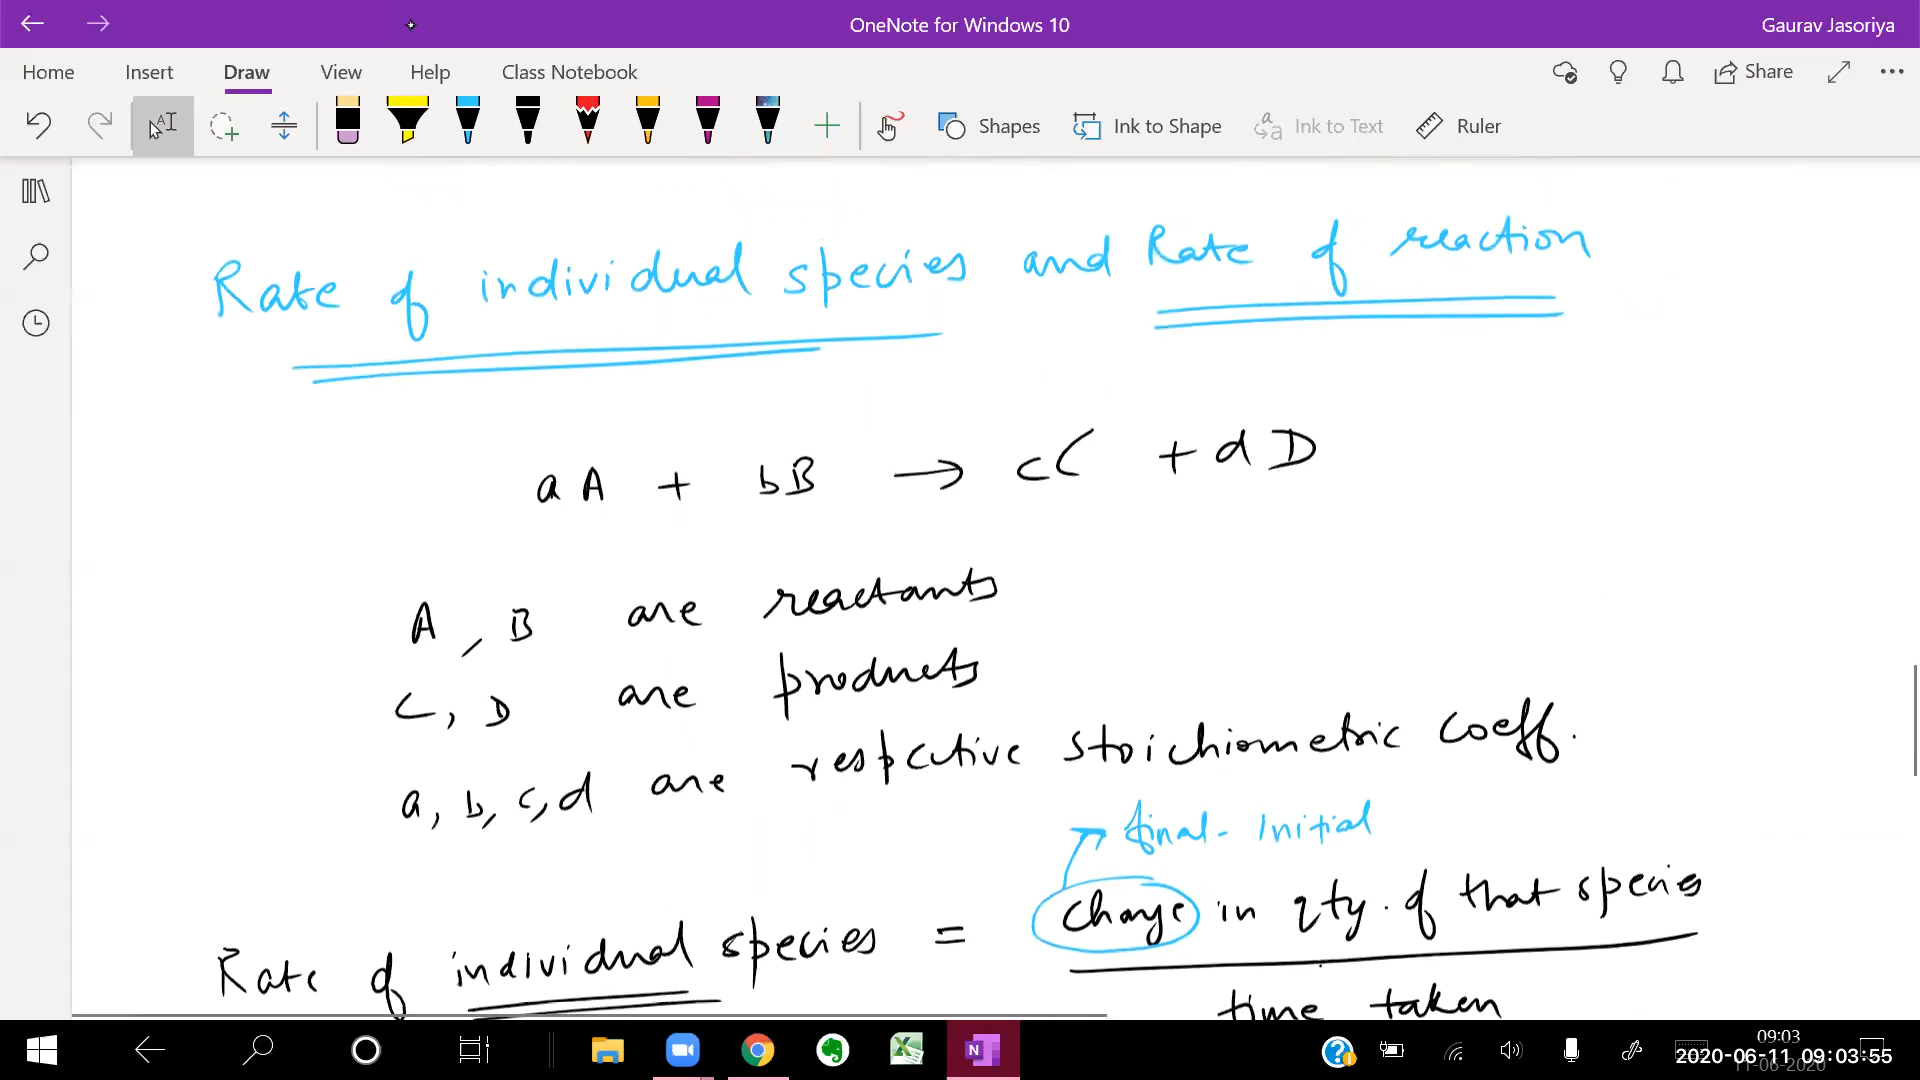 OneNote for Windows 10
Gaurav Jasoriya
Home Insert Draw View Help Class Notebook Share
Shapes Ink to Shape Ink to Text Ruler
Rate of individual species and Rate of reaction
aA + bB → cC + dD
A, B are reactants
C, D are products
a, b, c, d are respective stoichiometric coeff.
final - Initial
Rate of individual species = change in qty. of that species
time taken
09:03
2020-06-11 09:03:55
11-06-2020